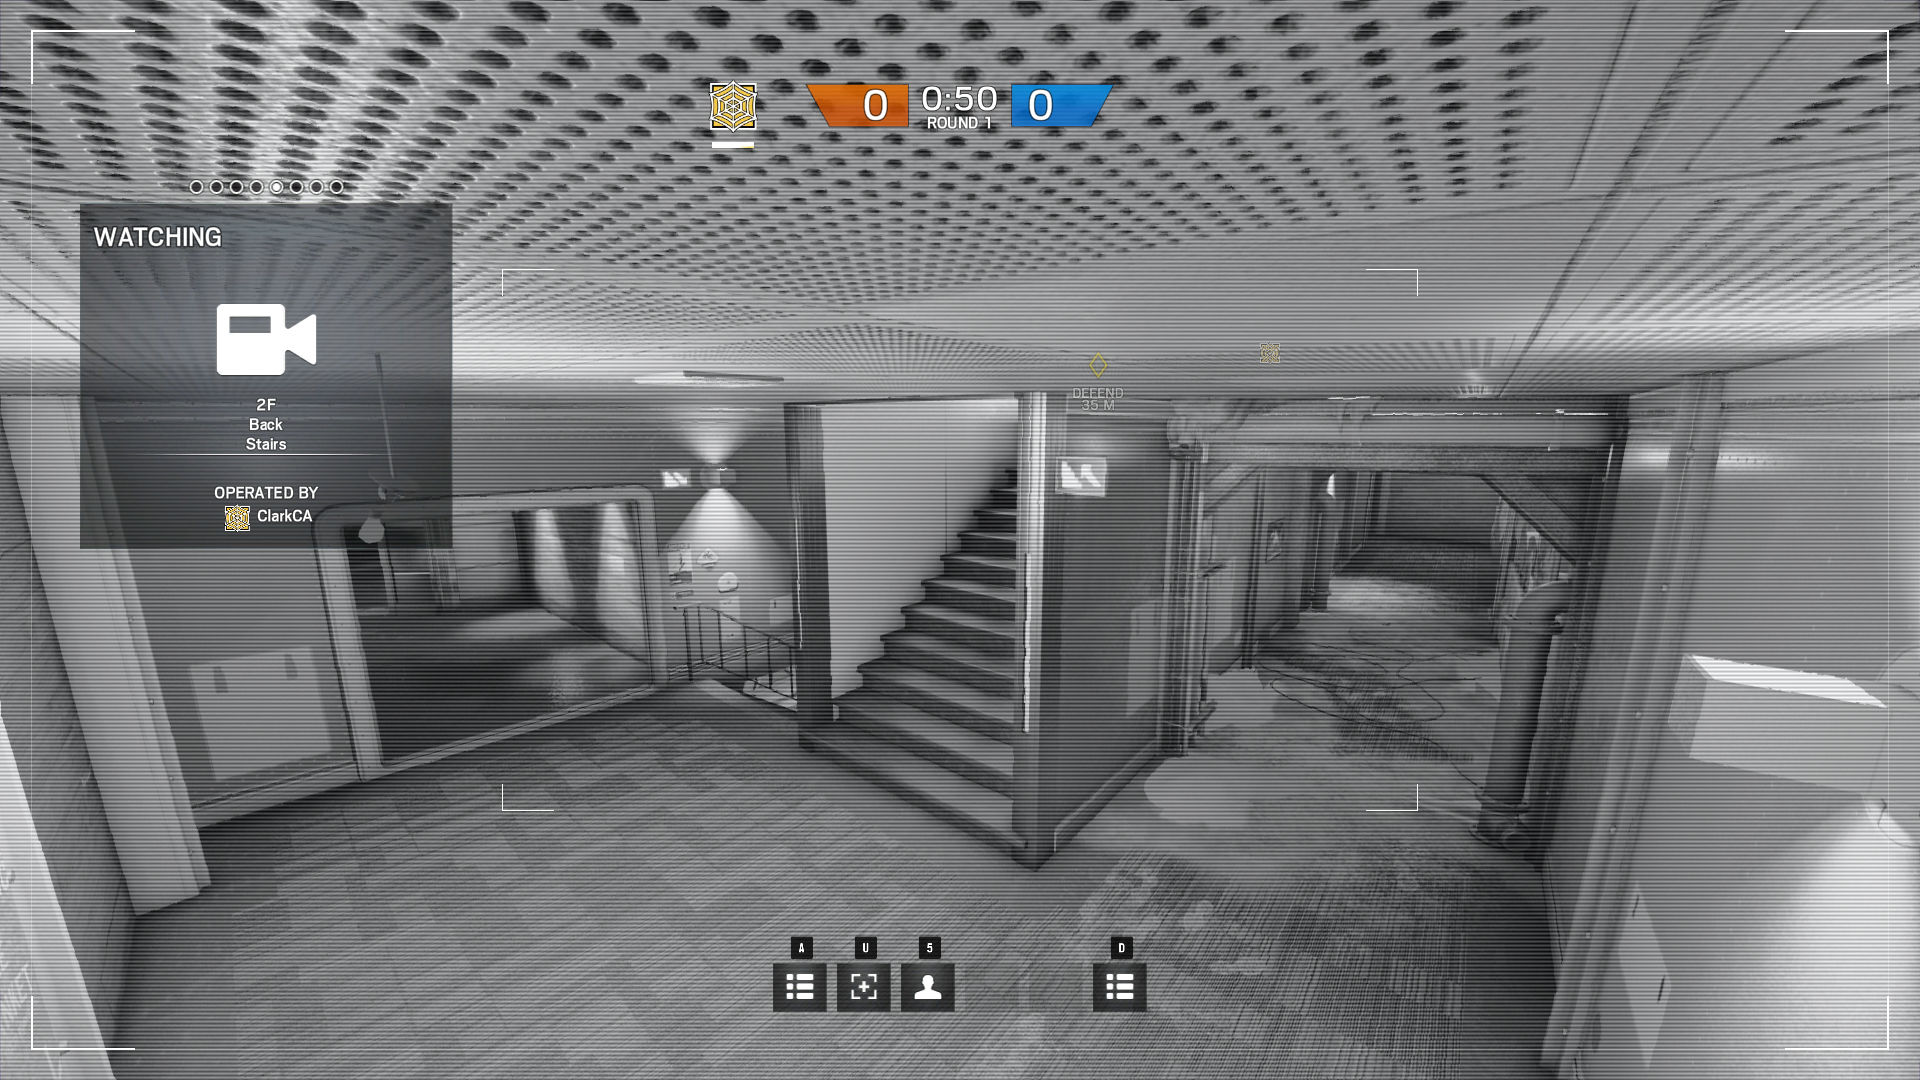 0
0:50
ROUND 1
0
WATCHING
2F
Back
Stairs
OPERATED BY
ClarkCA
DEFEND
35 M
A
U
5
D